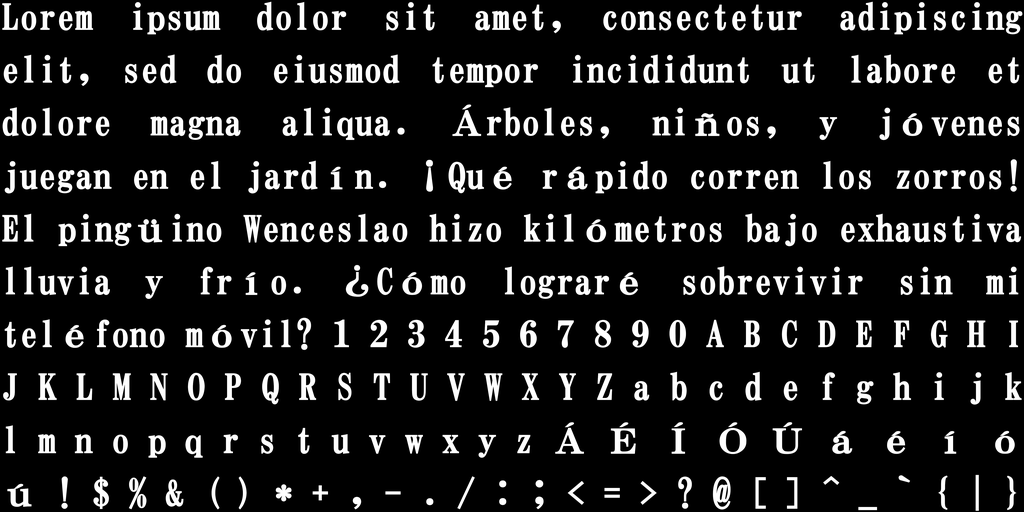 Lorem ipsum dolor sit amet, consectetur adipiscing
elit, sed do eiusmod tempor incididunt ut labore et
dolore magna aliqua. Árboles, niños, y jóvenes
juegan en el jardín. ¡Qué rápido corren los zorros!
El pingüino Wenceslao hizo kilómetros bajo exhaustiva
lluvia y frío. ¿Cómo lograré sobrevivir sin mi
teléfono móvil? 1 2 3 4 5 6 7 8 9 0 A B C D E F G H I
J K L M N O P Q R S T U V W X Y Z a b c d e f g h i j k
l m n o p q r s t u v w x y z Á É Í Ó Ú á é í ó
ú ! $ % & ( ) * + , - . / : ; < = > ? @ [ ] ^ _ ` { | }